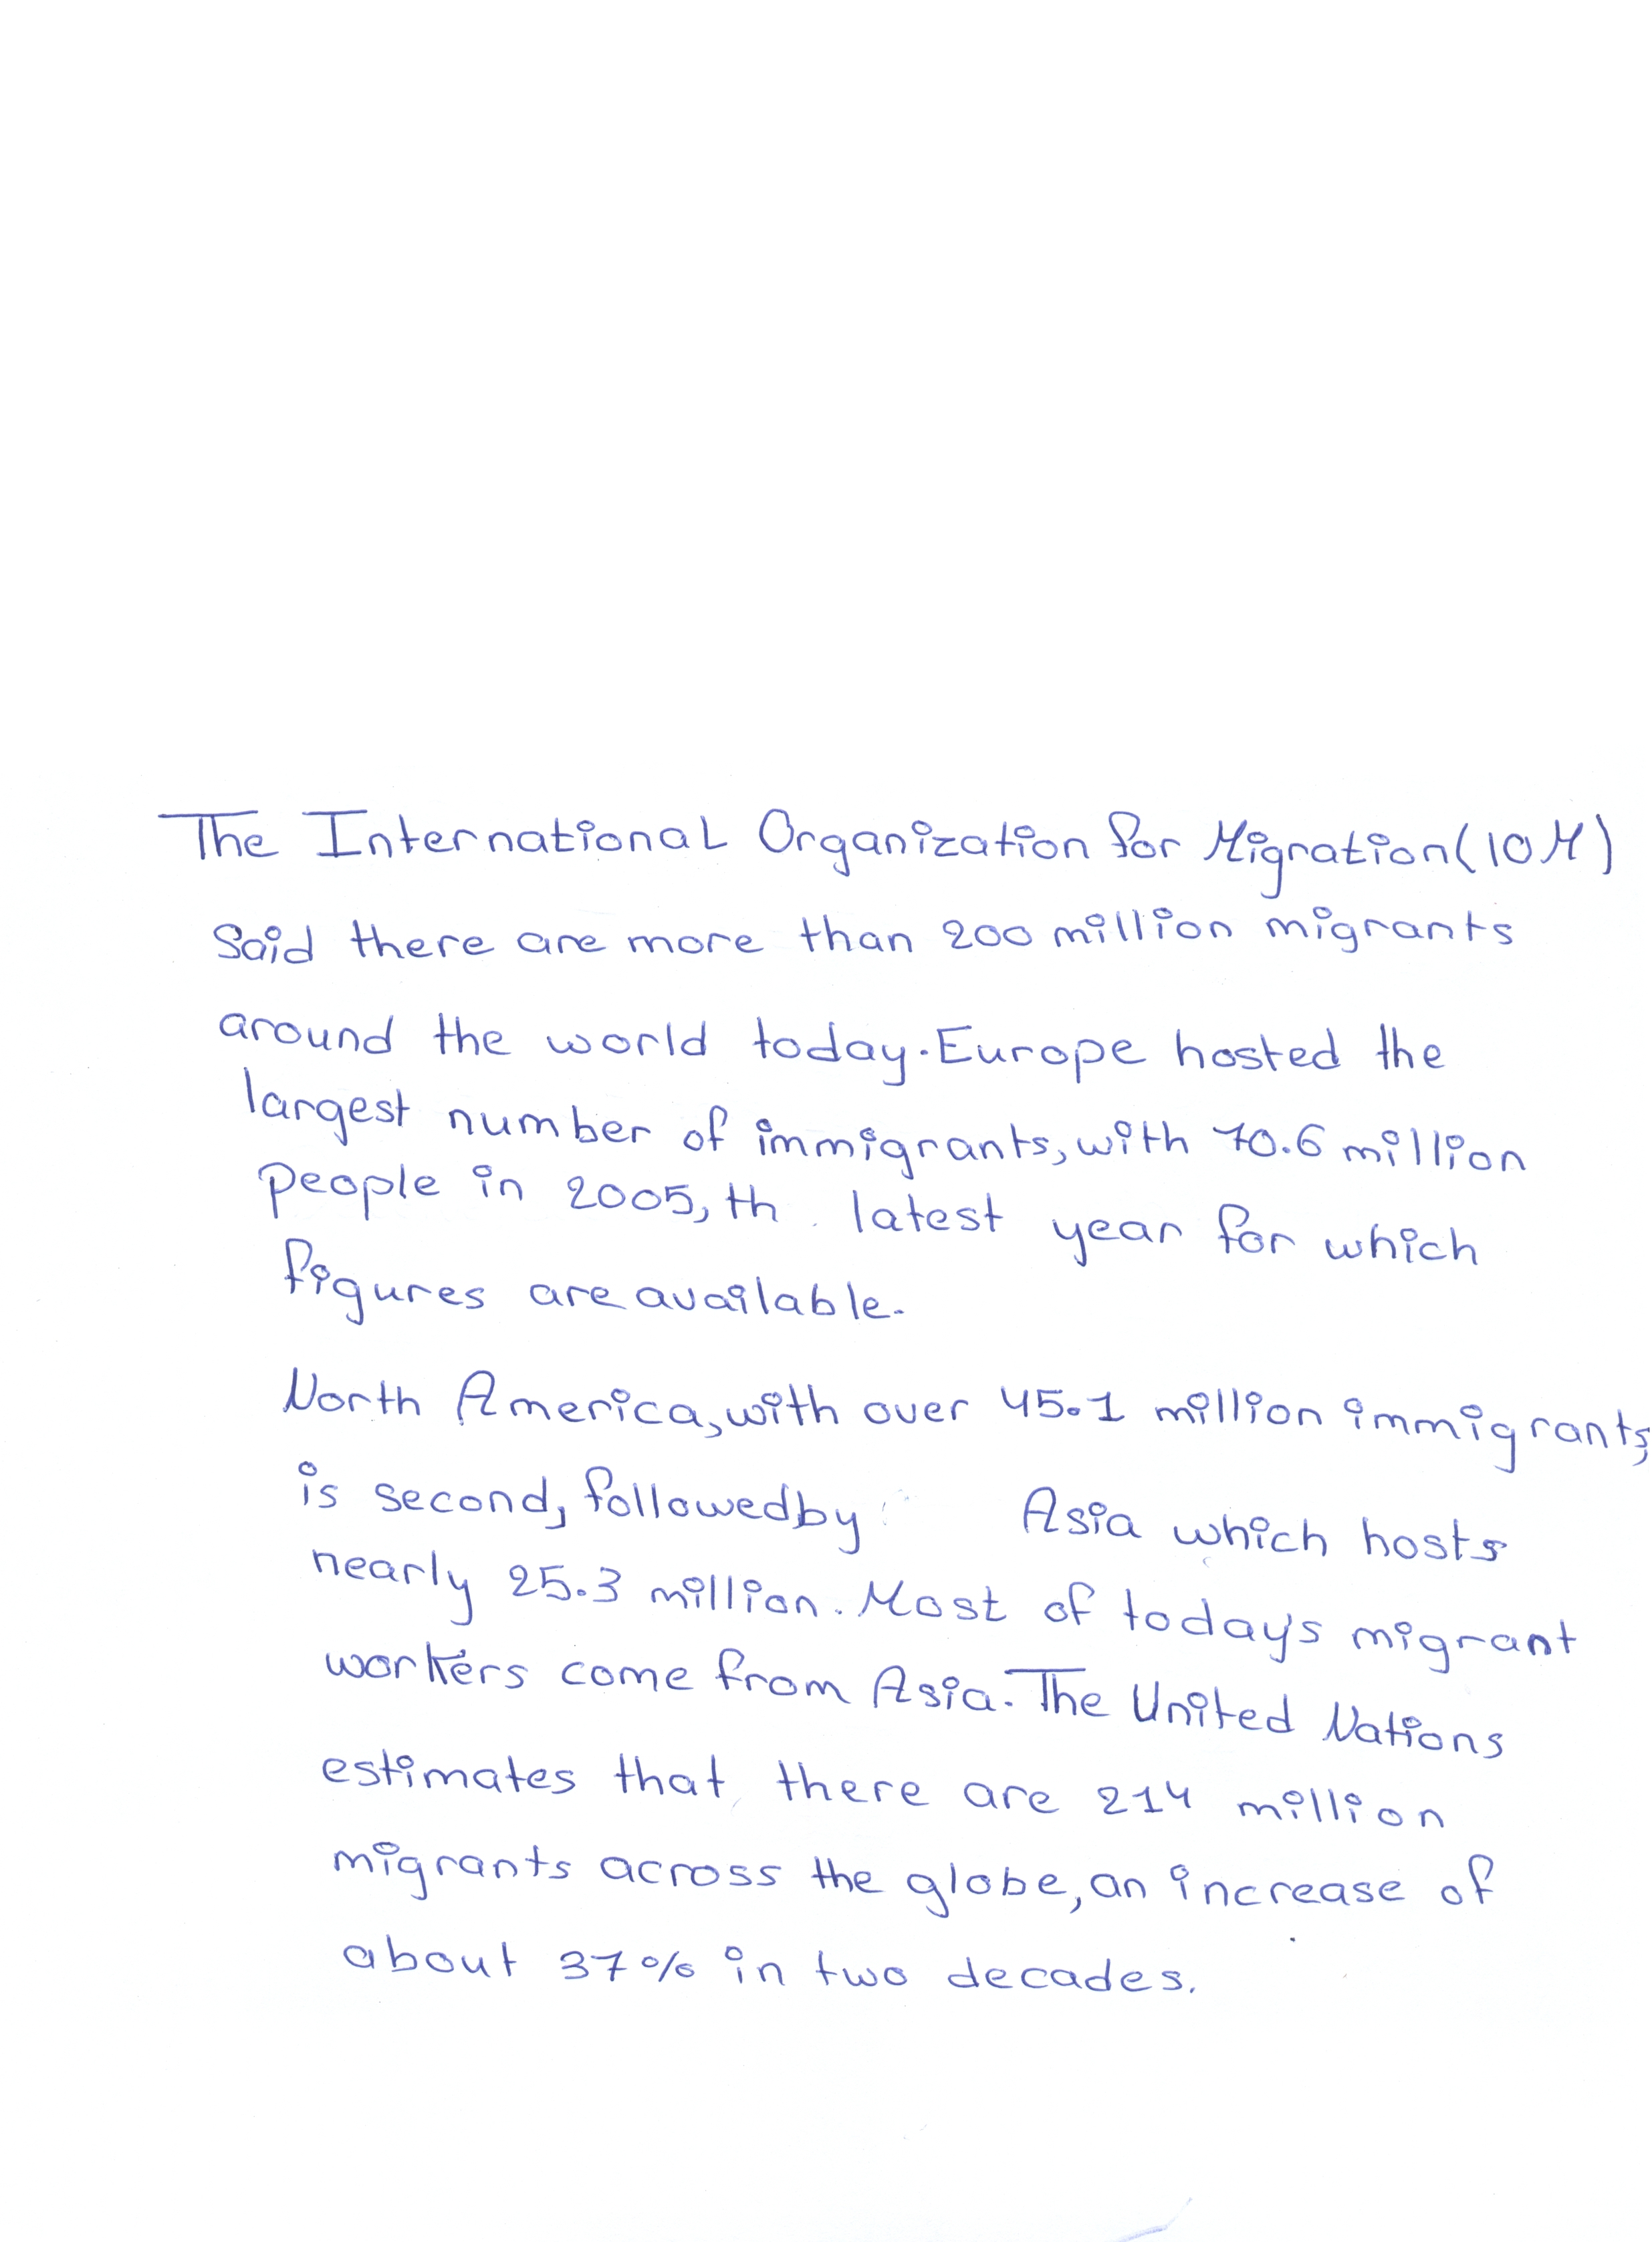 The International Organization for Migration(IOM)
Said there are more than 200 million migrants
around the world today.Europe hosted the
largest number of immigrants,with 70.6 million
People in 2005,th latest year for which
figures are available.
North America,with over 45.1 million immigrants,
is second,followedby Asia which hosts
nearly 25.3 million.Most of today's migrant
workers come from Asia.The United Nations
estimates that there are 214 million
migrants across the globe,an increase of
about 37% in two decades.